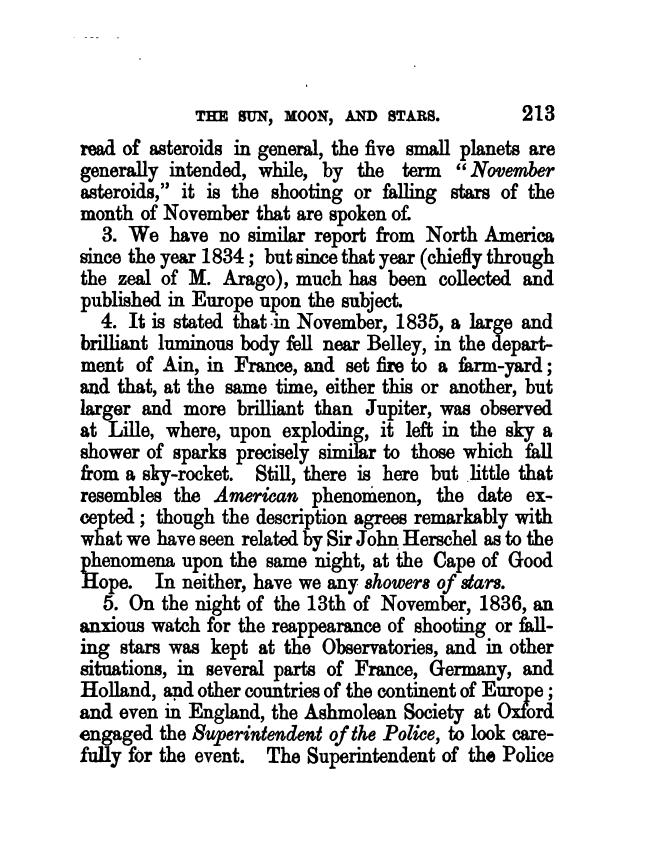 THE SUN, MOON, AND STARS. 213
read of asteroids in general, the five small planets are
generally intended, while, by the term "November
asteroids," it is the shooting or falling stars of the
month of November that are spoken of.
3. We have no similar report from North America
since the year 1834; but since that year (chiefly through
the zeal of M. Arago), much has been collected and
published in Europe upon the subject.
4. It is stated that in November, 1835, a large and
brilliant luminous body fell near Belley, in the depart-
ment of Ain, in France, and set fire to a farm-yard;
and that, at the same time, either this or another, but
larger and more brilliant than Jupiter, was observed
at Lille, where, upon exploding, it left in the sky a
shower of sparks precisely similar to those which fall
from a sky-rocket. Still, there is here but little that
resembles the American phenomenon, the date ex-
cepted; though the description agrees remarkably with
what we have seen related by Sir John Herschel as to the
phenomena upon the same night, at the Cape of Good
Hope. In neither, have we any showers of stars.
5. On the night of the 13th of November, 1836, an
anxious watch for the reappearance of shooting or fall-
ing stars was kept at the Observatories, and in other
situations, in several parts of France, Germany, and
Holland, and other countries of the continent of Europe;
and even in England, the Ashmolean Society at Oxford
engaged the Superintendent of the Police, to look care-
fully for the event. The Superintendent of the Police